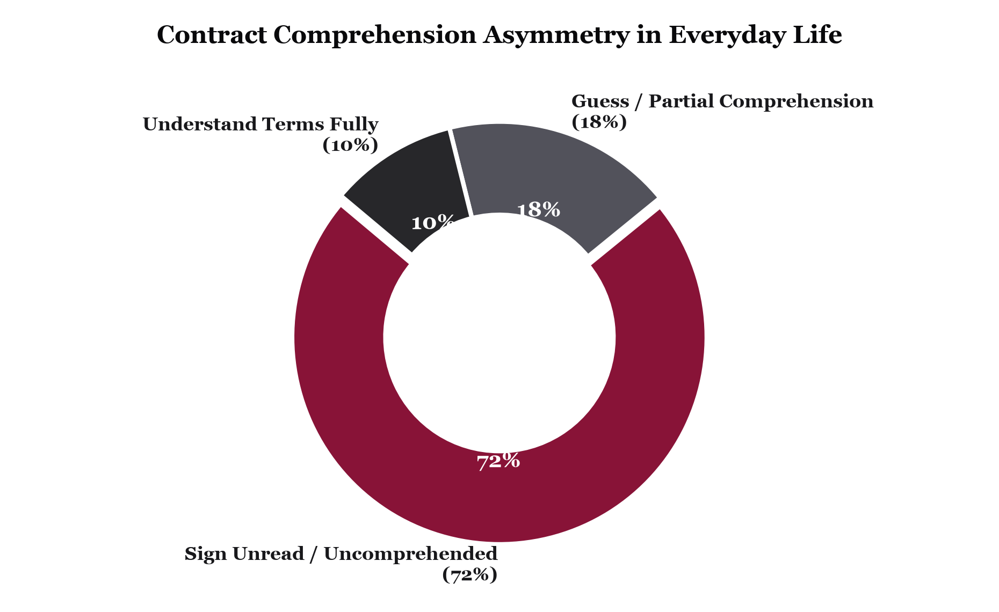 Contract Comprehension Asymmetry in Everyday Life
Guess / Partial Comprehension
(18%)
Understand Terms Fully
(10%)
18%
10%
72%
Sign Unread / Uncomprehended
(72%)